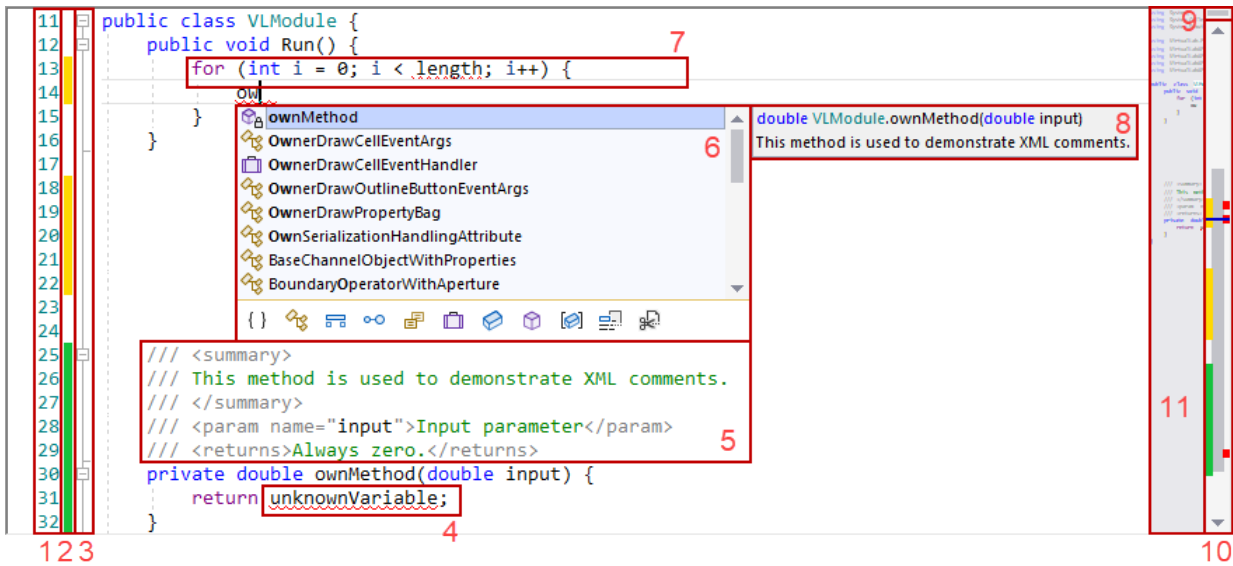 11 public class VLModule {
12 public void Run() {
7
13 for (int i = 0; i < length; i++) {
14 ow
15 }
16 }
17
18
19
20
21
22
23
24
ownMethod
OwnerDrawCellEventArgs
OwnerDrawCellEventHandler
OwnerDrawOutlineButtonEventArgs
OwnerDrawPropertyBag
OwnSerializationHandlingAttribute
BaseChannelObjectWithProperties
BoundaryOperatorWithAperture
6
{ }
double VLModule.ownMethod(double input)
This method is used to demonstrate XML comments.
8
25 /// <summary>
26 /// This method is used to demonstrate XML comments.
27 /// </summary>
28 /// <param name="input">Input parameter</param>
29 /// <returns>Always zero.</returns>
5
30 private double ownMethod(double input) {
31 return unknownVariable;
32 }
4
9
11
1 2 3
10